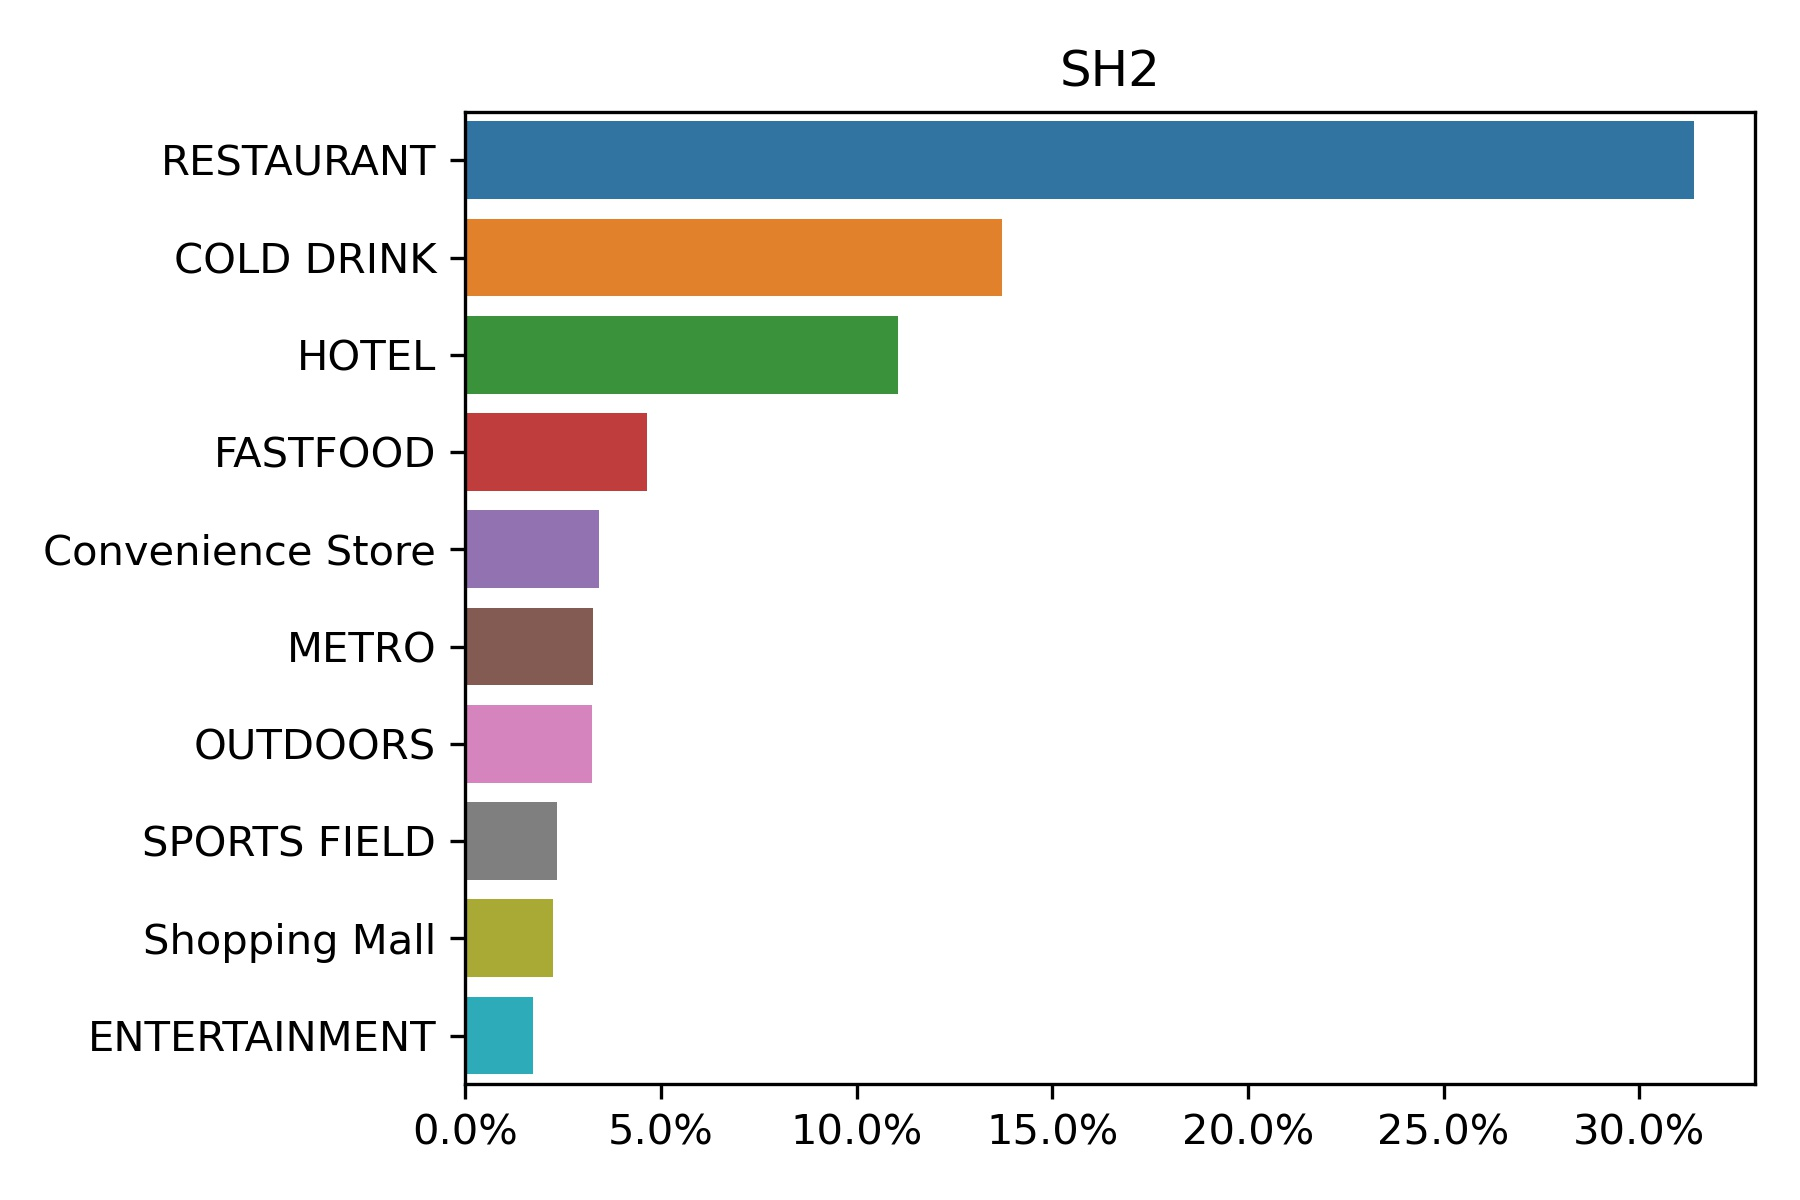 SH2
RESTAURANT
COLD DRINK
HOTEL
FASTFOOD
Convenience Store
METRO
OUTDOORS
SPORTS FIELD
Shopping Mall
ENTERTAINMENT
0.0% 5.0% 10.0% 15.0% 20.0% 25.0% 30.0%